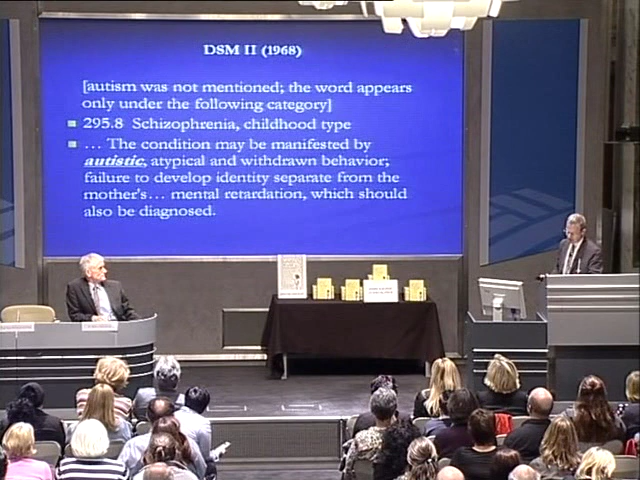 DSM II (1968)
[autism was not mentioned; the word appears
only under the following category]
295.8 Schizophrenia, childhood type
… The condition may be manifested by
autistic, atypical and withdrawn behavior;
failure to develop identity separate from the
mother's… mental retardation, which should
also be diagnosed.